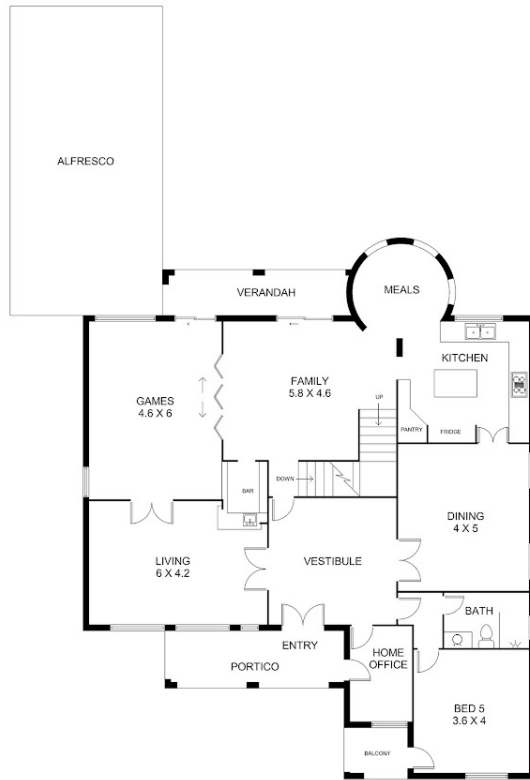 ALFRESCO
VERANDAH
MEALS
KITCHEN
GAMES
4.6 X 6
FAMILY
5.8 X 4.6
UP
PANTRY
FRIDGE
DOWN
BAR
DINING
4 X 5
LIVING
6 X 4.2
VESTIBULE
BATH
ENTRY
HOME
OFFICE
PORTICO
BED 5
3.6 X 4
BALCONY